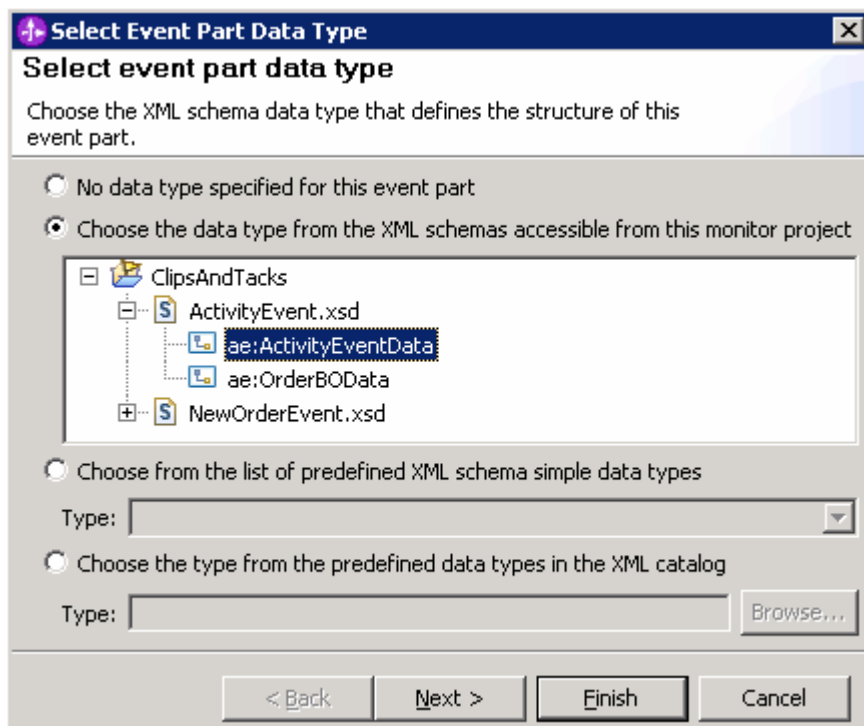 Select Event Part Data Type
Select event part data type
Choose the XML schema data type that defines the structure of this
event part.
No data type specified for this event part
Choose the data type from the XML schemas accessible from this monitor project
ClipsAndTacks
ActivityEvent.xsd
ae:ActivityEventData
ae:OrderBOData
NewOrderEvent.xsd
Choose from the list of predefined XML schema simple data types
Type:
Choose the type from the predefined data types in the XML catalog
Type: Browse...
< Back Next > Finish Cancel